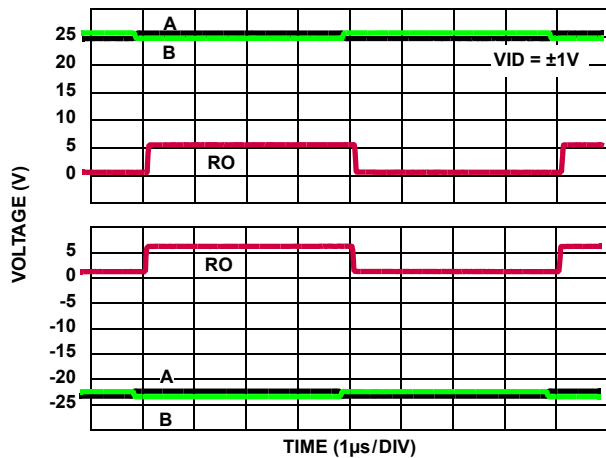 A
25
B
VID = ±1V
20
15
10
5
RO
0
VOLTAGE (V)
5
RO
0
-5
-10
-15
-20
A
-25
B
TIME (1µs/DIV)